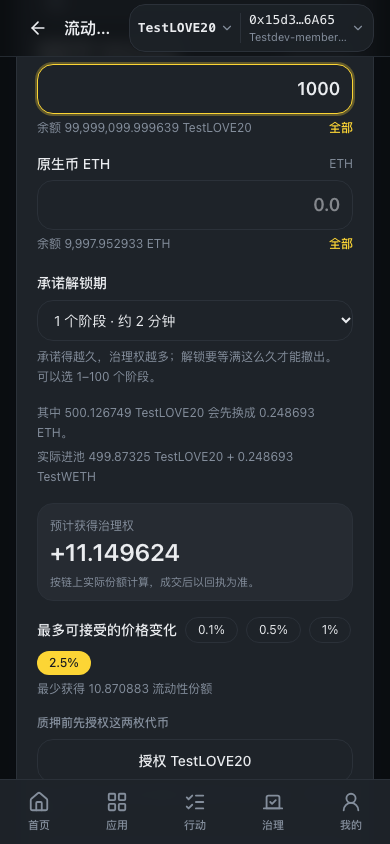 流动...
TestLOVE20
0x15d3…6A65
Testdev-member...
1000
余额 99,999,099.999639 TestLOVE20
全部
原生币 ETH
ETH
0.0
余额 9,997.952933 ETH
全部
承诺解锁期
1 个阶段 · 约 2 分钟
承诺得越久，治理权越多；解锁要等满这么久才能撤出。
可以选 1–100 个阶段。
其中 500.126749 TestLOVE20 会先换成 0.248693
ETH。
实际进池 499.87325 TestLOVE20 + 0.248693
TestWETH
预计获得治理权
+11.149624
按链上实际份额计算，成交后以回执为准。
最多可接受的价格变化
0.1%
0.5%
1%
2.5%
最少获得 10.870883 流动性份额
质押前先授权这两枚代币
授权 TestLOVE20
首页
应用
行动
治理
我的